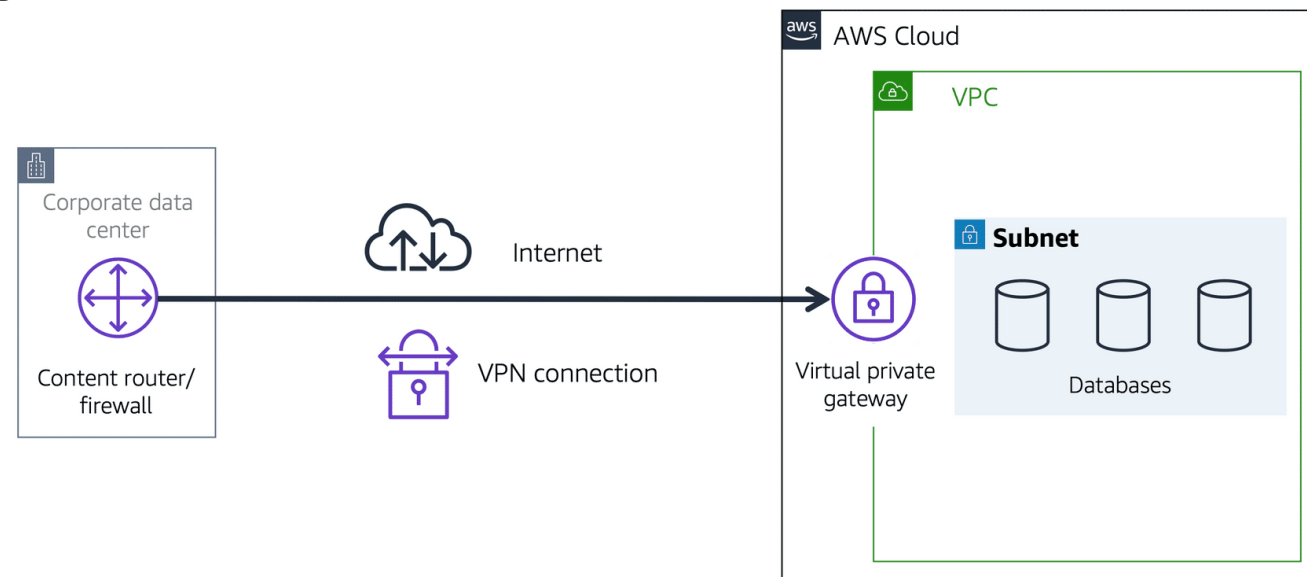 aws
AWS Cloud
VPC
Corporate data
center
Internet
Subnet
Content router/
firewall
VPN connection
Virtual private
gateway
Databases